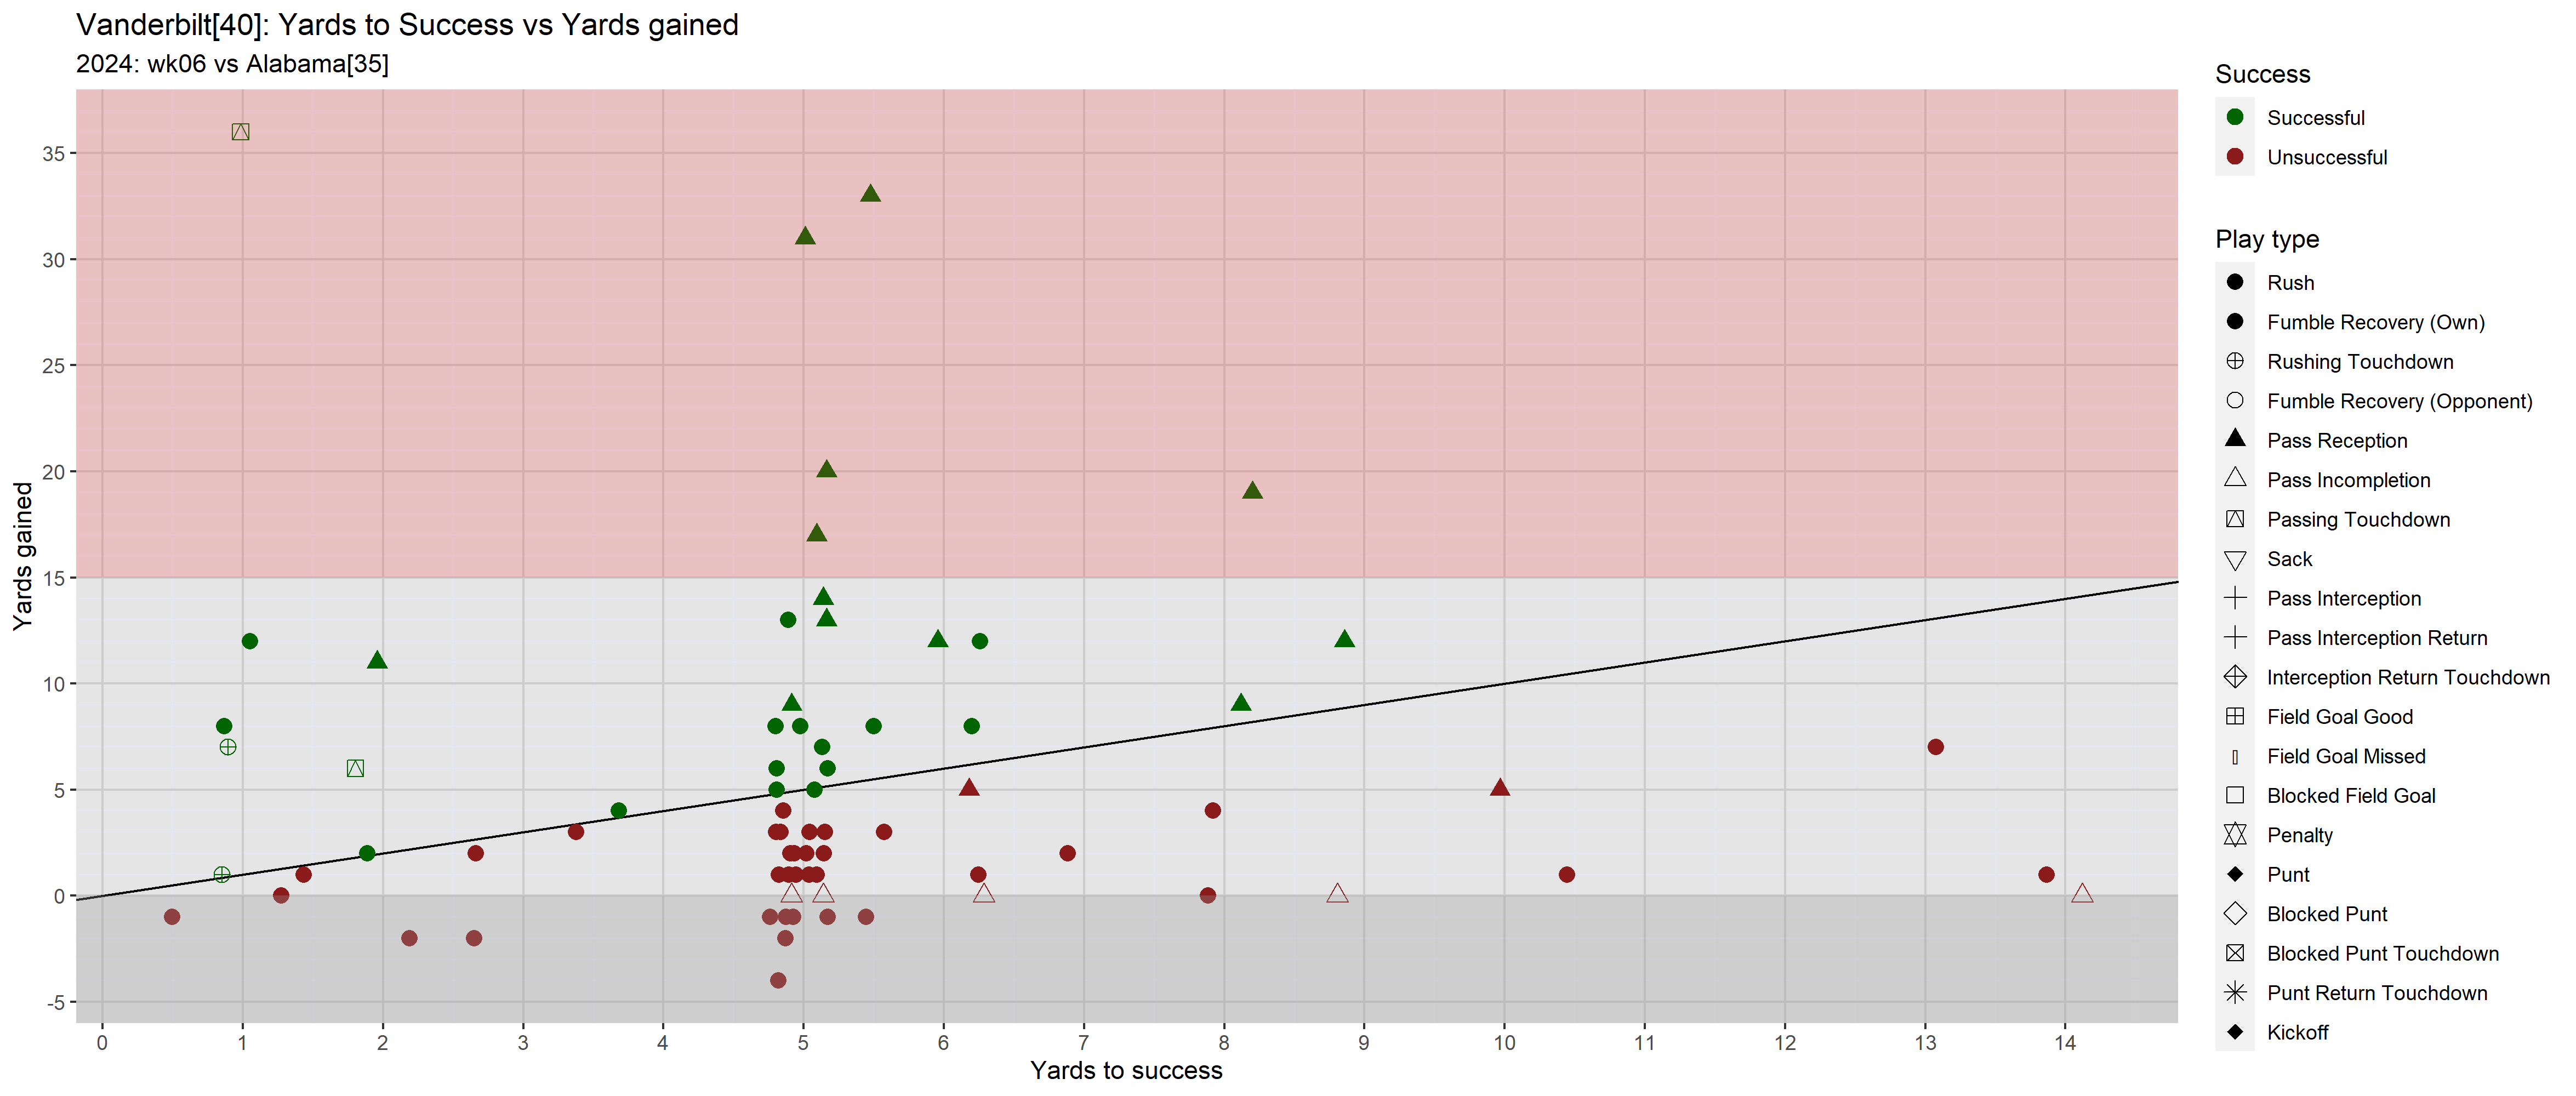 Vanderbilt[40]: Yards to Success vs Yards gained
2024: wk06 vs Alabama[35]
Yards gained
35
30
25
20
15
10
5
0
-5
0 1 2 3 4 5 6 7 8 9 10 11 12 13 14
Yards to success
Success
Successful
Unsuccessful
Play type
Rush
Fumble Recovery (Own)
Rushing Touchdown
Fumble Recovery (Opponent)
Pass Reception
Pass Incompletion
Passing Touchdown
Sack
Pass Interception
Pass Interception Return
Interception Return Touchdown
Field Goal Good
Field Goal Missed
Blocked Field Goal
Penalty
Punt
Blocked Punt
Blocked Punt Touchdown
Punt Return Touchdown
Kickoff